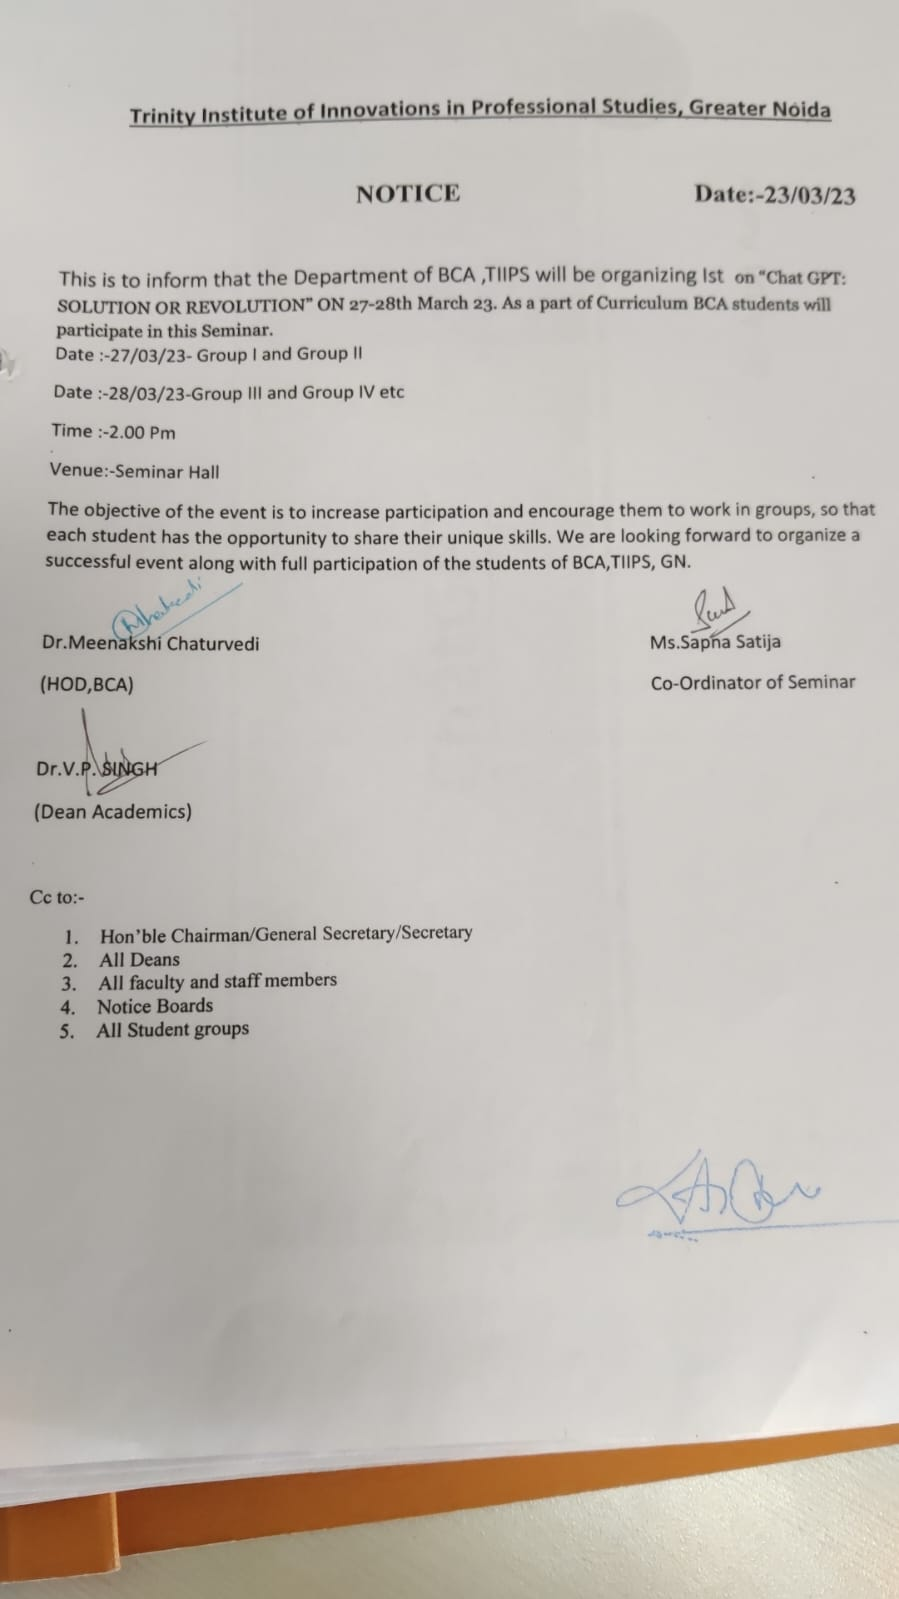 Trinity Institute of Innovations in Professional Studies, Greater Noida
NOTICE Date:-23/03/23
This is to inform that the Department of BCA ,TIIPS will be organizing Ist on "Chat GPT:
SOLUTION OR REVOLUTION" ON 27-28th March 23. As a part of Curriculum BCA students will
participate in this Seminar.
Date :-27/03/23- Group I and Group II
Date :-28/03/23-Group III and Group IV etc
Time :-2.00 Pm
Venue:-Seminar Hall
The objective of the event is to increase participation and encourage them to work in groups, so that
each student has the opportunity to share their unique skills. We are looking forward to organize a
successful event along with full participation of the students of BCA,TIIPS, GN.
Dr.Meenakshi Chaturvedi Ms.Sapna Satija
(HOD,BCA) Co-Ordinator of Seminar
Dr.V.P. SINGH
(Dean Academics)
Cc to:-
1. Hon'ble Chairman/General Secretary/Secretary
2. All Deans
3. All faculty and staff members
4. Notice Boards
5. All Student groups